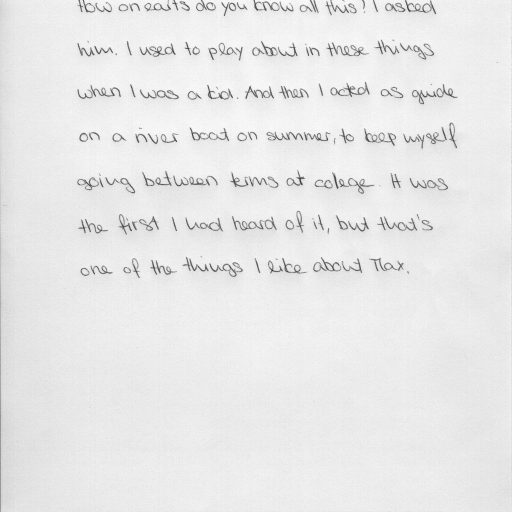 How on earts do you know all this? I asked
him. I used to play about in these things
when I was a kid. And then I acted as guide
on a river boat on summer, to keep myself
going between terms at colege. It was
the first I had heard of it, but that's
one of the things I like about Max.